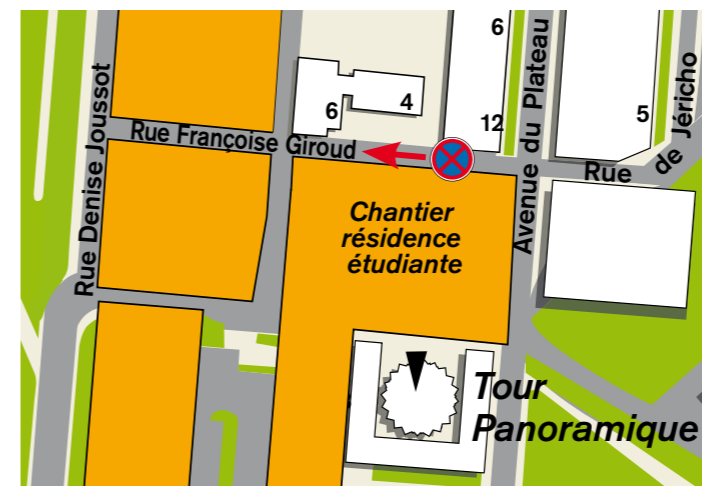 6
6
4
12
5
Rue Denise Joussot
Rue Françoise Giroud
Avenue du Plateau
Rue de Jéricho
Chantier
résidence
étudiante
Tour
Panoramique